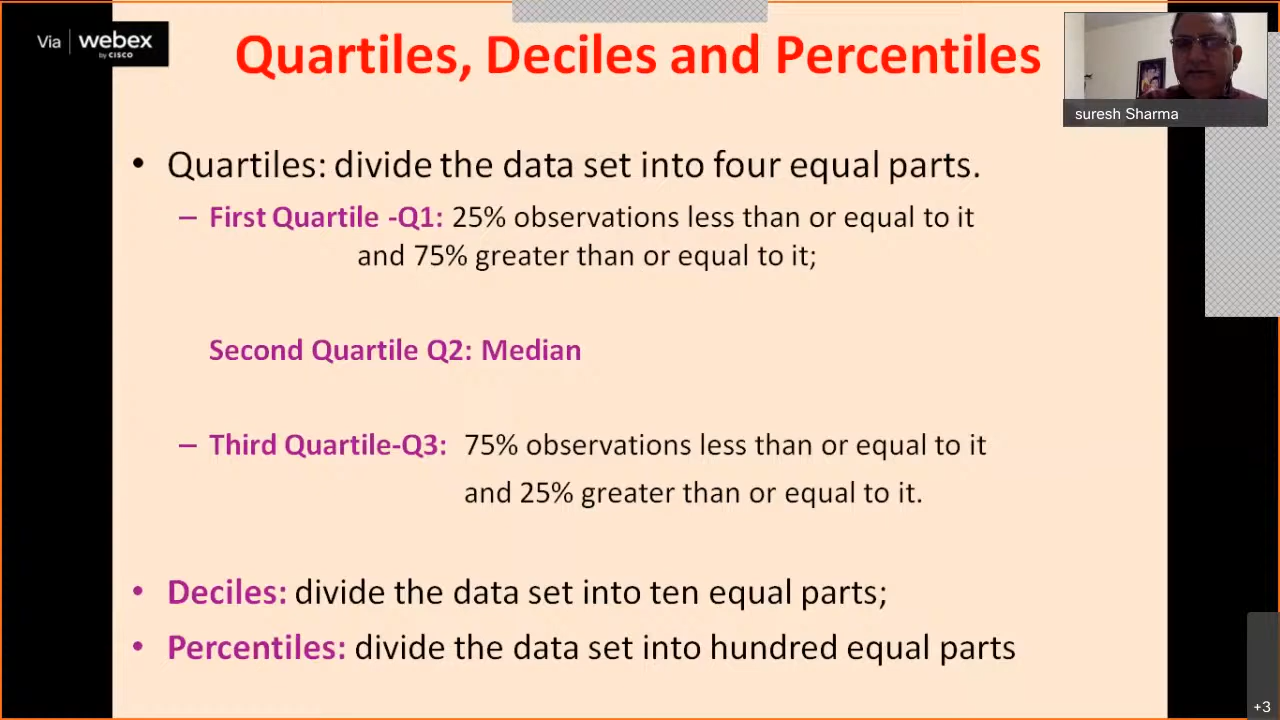 Via | webex
by CISCO
Quartiles, Deciles and Percentiles
suresh Sharma
• Quartiles: divide the data set into four equal parts.
– First Quartile -Q1: 25% observations less than or equal to it
and 75% greater than or equal to it;
Second Quartile Q2: Median
– Third Quartile-Q3: 75% observations less than or equal to it
and 25% greater than or equal to it.
• Deciles: divide the data set into ten equal parts;
• Percentiles: divide the data set into hundred equal parts
+3